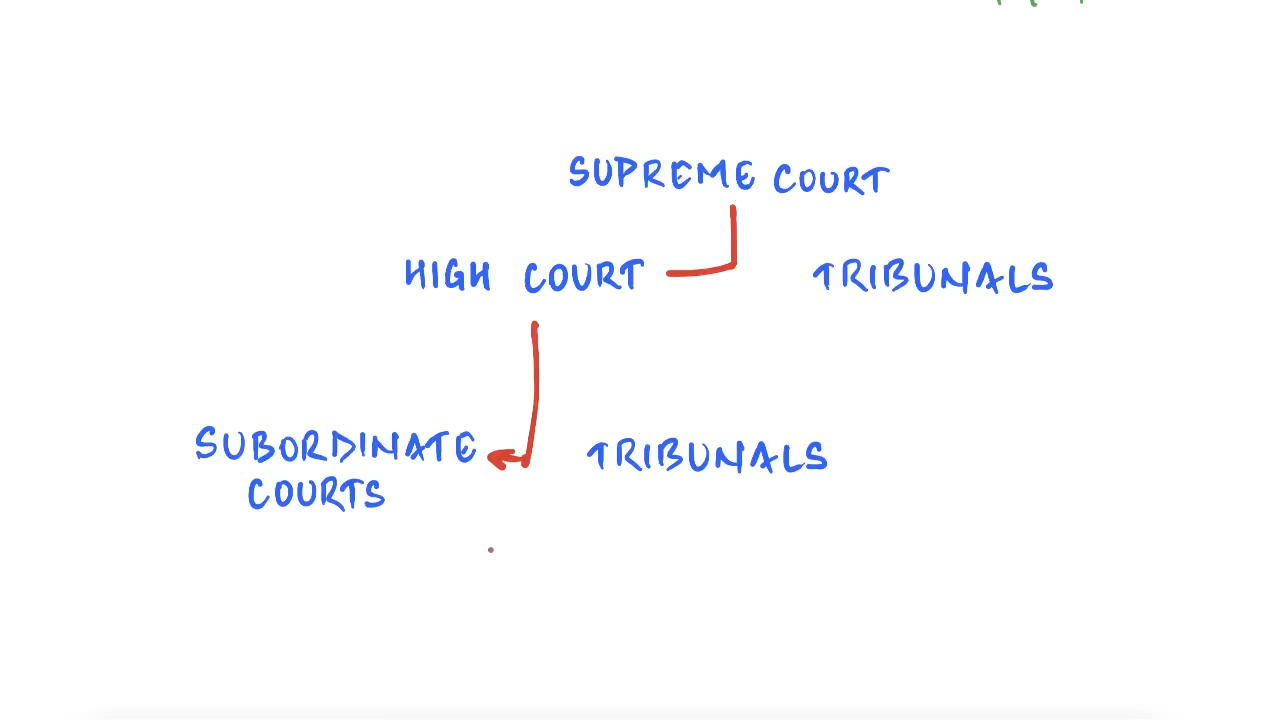 SUPREME COURT
HIGH COURT
TRIBUNALS
SUBORDINATE
COURTS
TRIBUNALS